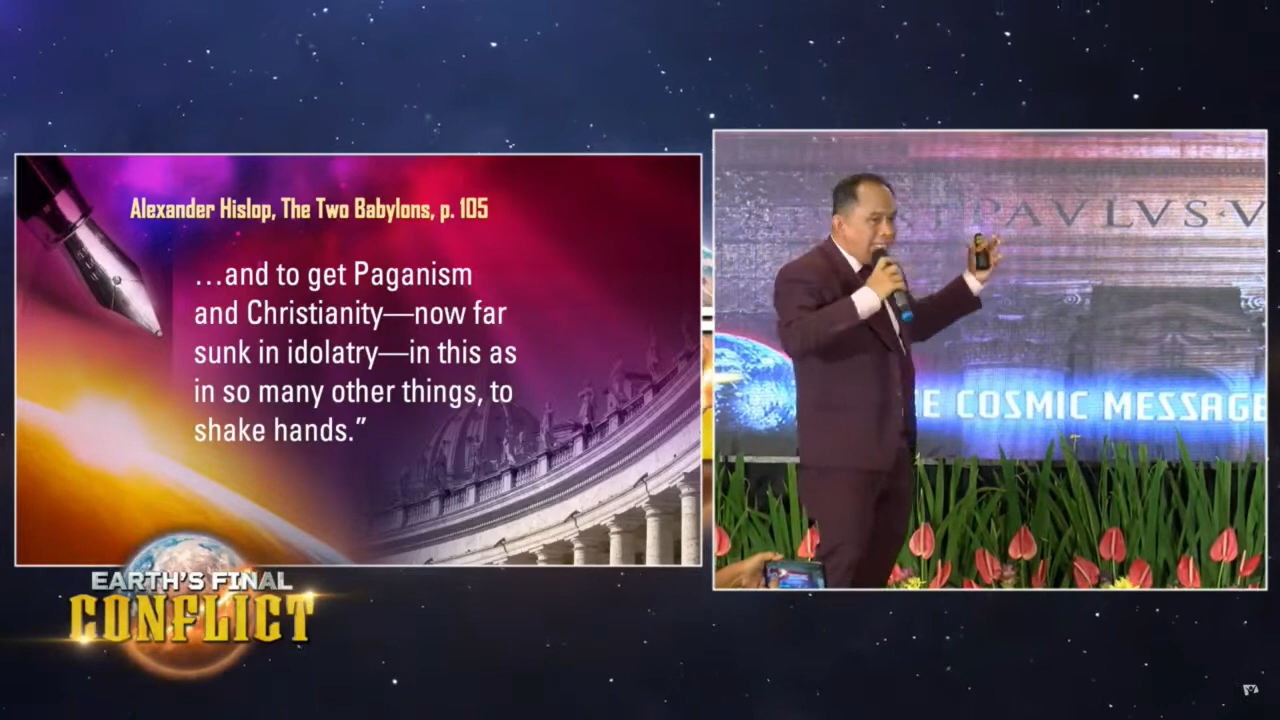 Alexander Hislop, The Two Babylons, p. 105
…and to get Paganism
and Christianity—now far
sunk in idolatry—in this as
in so many other things, to
shake hands.”
EARTH'S FINAL
CONFLICT
PAVLVS·V
COSMIC MESSAGE